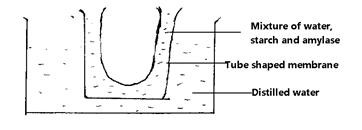 Mixture of water,
starch and amylase
Tube shaped membrane
Distilled water